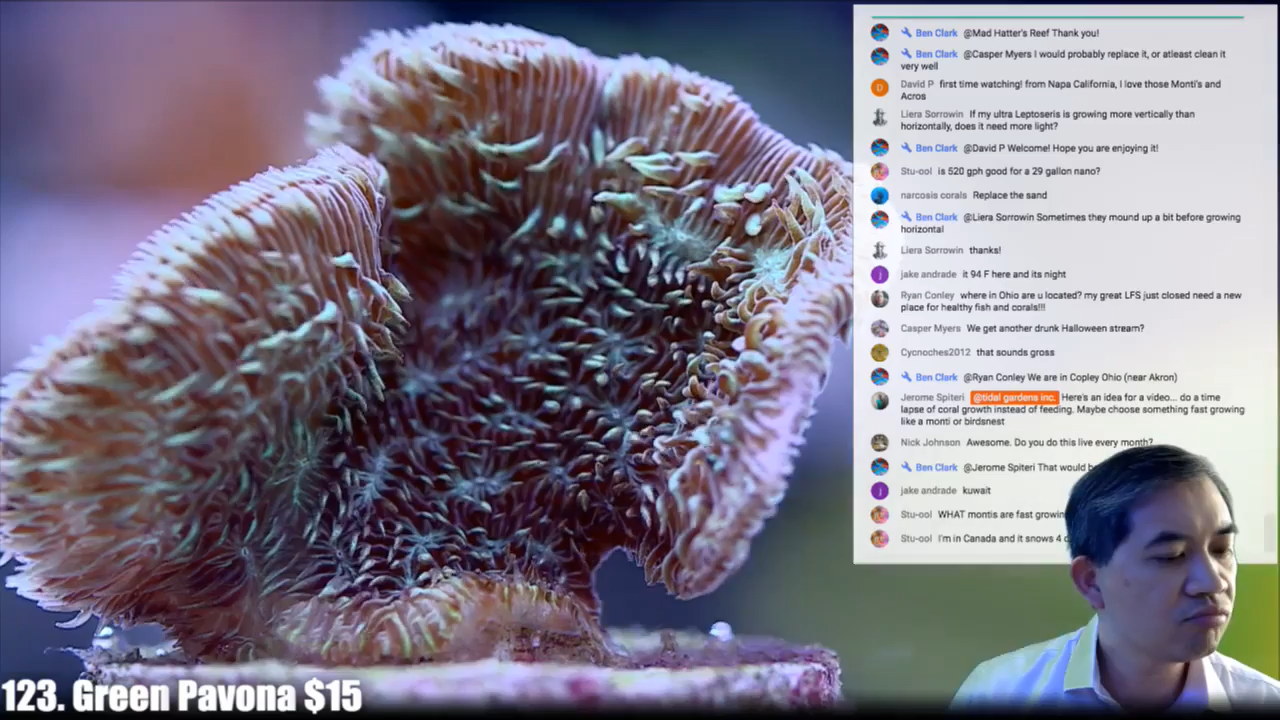 Ben Clark @Mad Hatter's Reef Thank you!
Ben Clark @Casper Myers I would probably replace it, or atleast clean it
very well
D
David P first time watching! from Napa California, I love those Monti's and
Acros
Liera Sorrowin If my ultra Leptoseris is growing more vertically than
horizontally, does it need more light?
Ben Clark @David P Welcome! Hope you are enjoying it!
Stu-ool is 520 gph good for a 29 gallon nano?
narcosis corals Replace the sand
Ben Clark @Liera Sorrowin Sometimes they mound up a bit before growing
horizontal
Liera Sorrowin thanks!
j
jake andrade it 94 F here and its night
Ryan Conley where in Ohio are u located? my great LFS just closed need a new
place for healthy fish and corals!!!
Casper Myers We get another drunk Halloween stream?
Cycnoches2012 that sounds gross
Ben Clark @Ryan Conley We are in Copley Ohio (near Akron)
Jerome Spiteri @tidal gardens inc. Here's an idea for a video... do a time
lapse of coral growth instead of feeding. Maybe choose something fast growing
like a monti or birdsnest
Nick Johnson Awesome. Do you do this live every month?
Ben Clark @Jerome Spiteri That would
j
jake andrade kuwait
Stu-ool WHAT montis are fast
Stu-ool I'm in Canada and it snows 4
123. Green Pavona $15